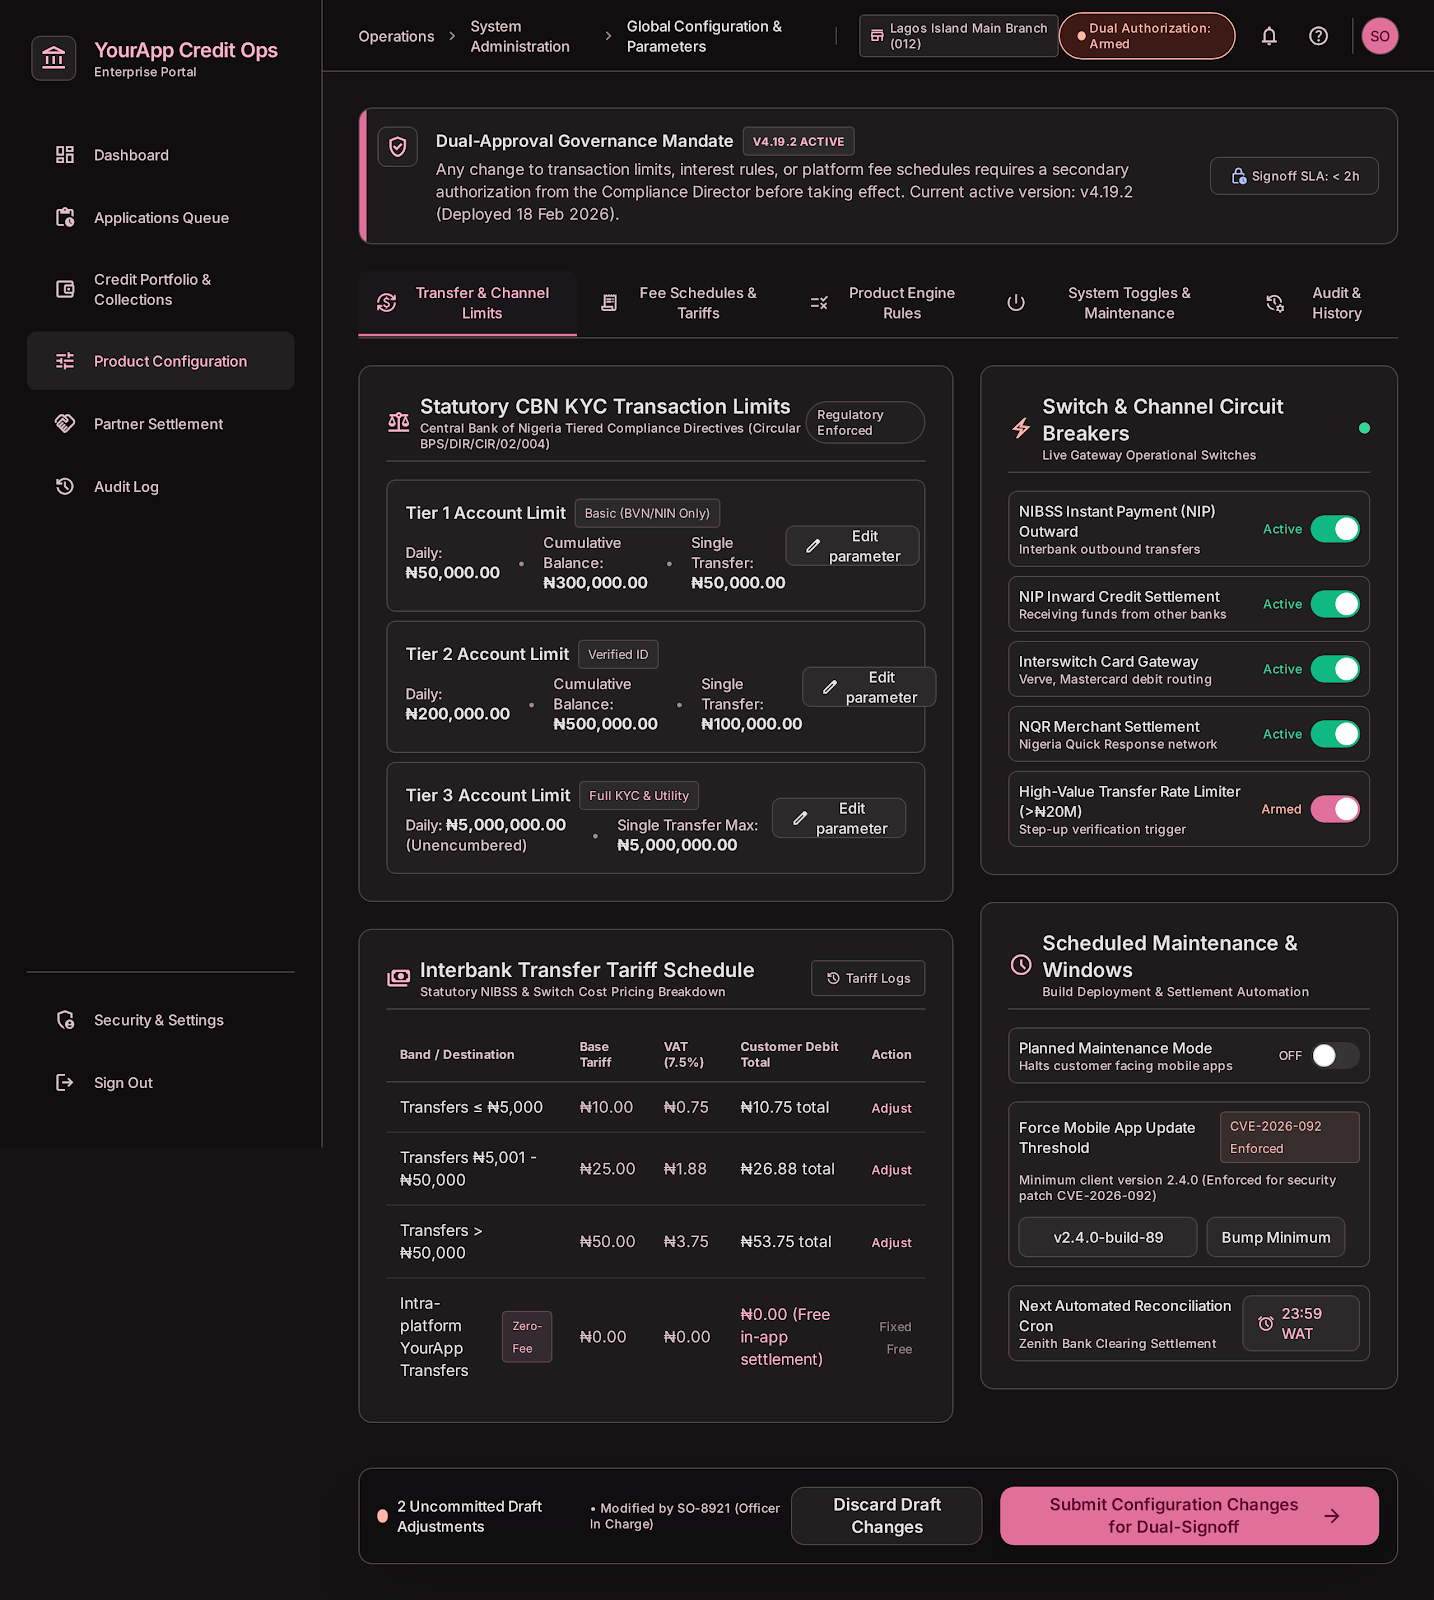 YourApp Credit Ops
Enterprise Portal
Dashboard
Applications Queue
Credit Portfolio &
Collections
Product Configuration
Partner Settlement
Audit Log
Security & Settings
Sign Out
Operations
System
Administration
Global Configuration &
Parameters
Lagos Island Main Branch
(012)
Dual Authorization:
Armed
SO
Dual-Approval Governance Mandate
V4.19.2 ACTIVE
Any change to transaction limits, interest rules, or platform fee schedules requires a secondary
authorization from the Compliance Director before taking effect. Current active version: v4.19.2
(Deployed 18 Feb 2026).
Signoff SLA: < 2h
Transfer & Channel
Limits
Fee Schedules &
Tariffs
Product Engine
Rules
System Toggles &
Maintenance
Audit &
History
Statutory CBN KYC Transaction Limits
Central Bank of Nigeria Tiered Compliance Directives (Circular
BPS/DIR/CIR/02/004)
Regulatory
Enforced
Tier 1 Account Limit
Basic (BVN/NIN Only)
Daily:
₦50,000.00
•
Cumulative
Balance:
₦300,000.00
•
Single
Transfer:
₦50,000.00
Edit
parameter
Tier 2 Account Limit
Verified ID
Daily:
₦200,000.00
•
Cumulative
Balance:
₦500,000.00
•
Single
Transfer:
₦100,000.00
Edit
parameter
Tier 3 Account Limit
Full KYC & Utility
Daily: ₦5,000,000.00
(Unencumbered)
•
Single Transfer Max:
₦5,000,000.00
Edit
parameter
Switch & Channel Circuit
Breakers
Live Gateway Operational Switches
NIBSS Instant Payment (NIP)
Outward
Interbank outbound transfers
Active
NIP Inward Credit Settlement
Receiving funds from other banks
Active
Interswitch Card Gateway
Verve, Mastercard debit routing
Active
NQR Merchant Settlement
Nigeria Quick Response network
Active
High-Value Transfer Rate Limiter
(>₦20M)
Step-up verification trigger
Armed
Interbank Transfer Tariff Schedule
Statutory NIBSS & Switch Cost Pricing Breakdown
Tariff Logs
Band / Destination
Base
Tariff
VAT
(7.5%)
Customer Debit
Total
Action
Transfers ≤ ₦5,000
₦10.00
₦0.75
₦10.75 total
Adjust
Transfers ₦5,001 -
₦50,000
₦25.00
₦1.88
₦26.88 total
Adjust
Transfers >
₦50,000
₦50.00
₦3.75
₦53.75 total
Adjust
Intra-
platform
YourApp
Transfers
Zero-
Fee
₦0.00
₦0.00
₦0.00 (Free
in-app
settlement)
Fixed
Free
Scheduled Maintenance &
Windows
Build Deployment & Settlement Automation
Planned Maintenance Mode
Halts customer facing mobile apps
OFF
Force Mobile App Update
Threshold
CVE-2026-092
Enforced
Minimum client version 2.4.0 (Enforced for security
patch CVE-2026-092)
v2.4.0-build-89
Bump Minimum
Next Automated Reconciliation
Cron
Zenith Bank Clearing Settlement
23:59
WAT
2 Uncommitted Draft
Adjustments
• Modified by SO-8921 (Officer
In Charge)
Discard Draft
Changes
Submit Configuration Changes
for Dual-Signoff